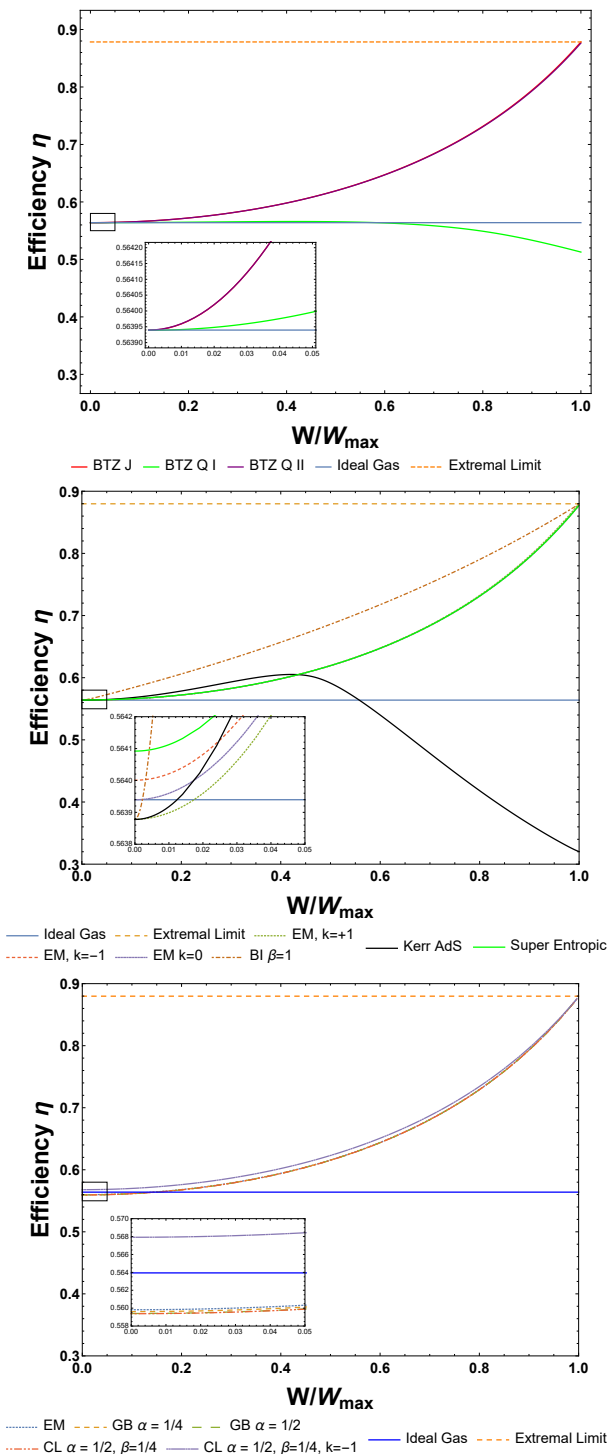 0.9
0.8
0.7
0.6
0.5
0.4
0.3
Efficiency η
0.56420
0.56415
0.56410
0.56405
0.56400
0.56395
0.56390
0.00 0.01 0.02 0.03 0.04 0.05
0.0 0.2 0.4 0.6 0.8 1.0
W/Wmax
BTZ J BTZ Q I BTZ Q II Ideal Gas Extremal Limit
0.9
0.8
0.7
0.6
0.5
0.4
0.3
Efficiency η
0.5642
0.5641
0.5640
0.5639
0.5638
0.00 0.01 0.02 0.03 0.04 0.05
0.0 0.2 0.4 0.6 0.8 1.0
W/Wmax
Ideal Gas Extremal Limit EM, k=+1
EM, k=−1 EM k=0 BI β=1
Kerr AdS Super Entropic
0.9
0.8
0.7
0.6
0.5
0.4
0.3
Efficiency η
0.570
0.568
0.566
0.564
0.562
0.560
0.558
0.00 0.01 0.02 0.03 0.04 0.05
0.0 0.2 0.4 0.6 0.8 1.0
W/Wmax
EM GB α = 1/4 GB α = 1/2
CL α = 1/2, β=1/4 CL α = 1/2, β=1/4, k=−1
Ideal Gas Extremal Limit